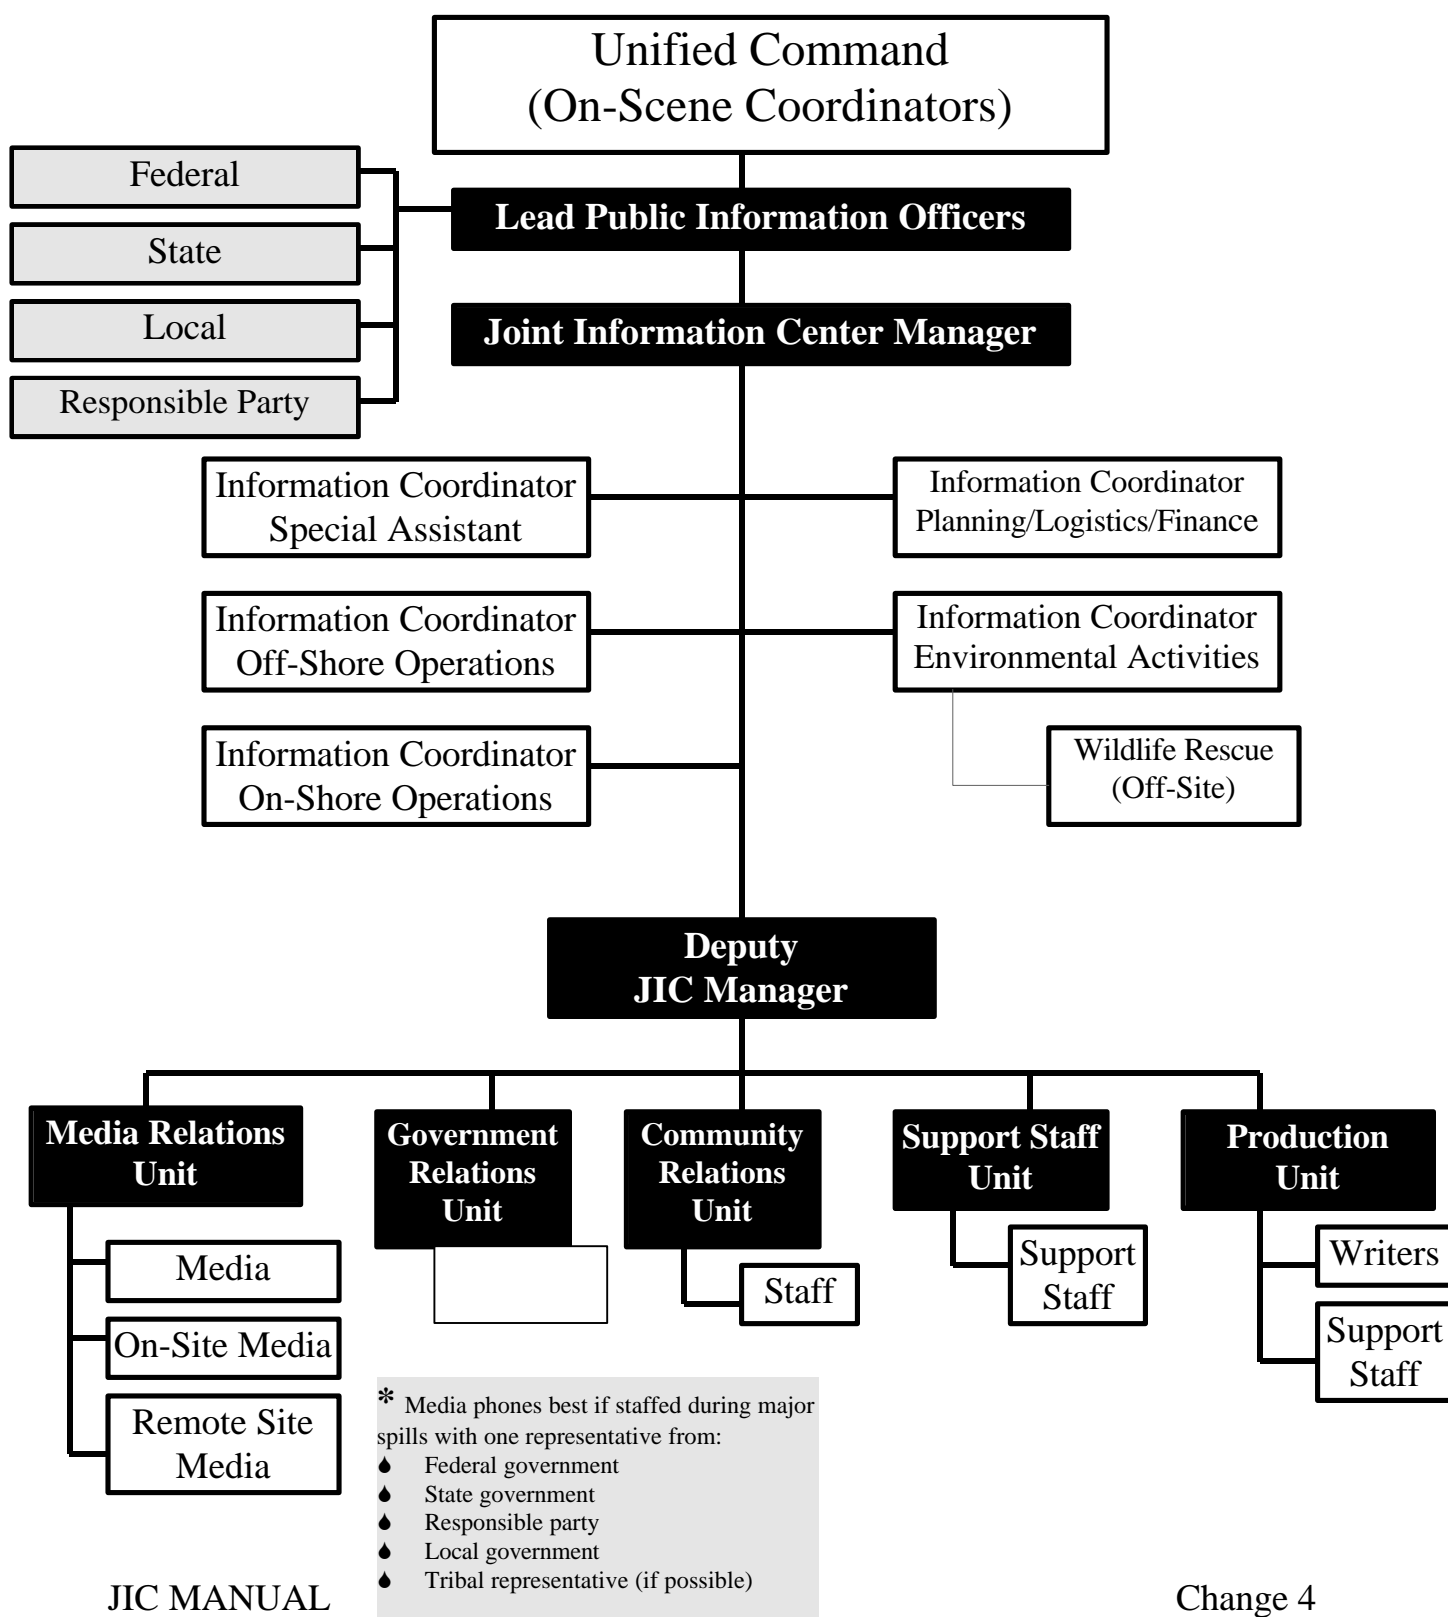 Unified Command
(On-Scene Coordinators)
Federal
State
Local
Responsible Party
Lead Public Information Officers
Joint Information Center Manager
Information Coordinator
Special Assistant
Information Coordinator
Planning/Logistics/Finance
Information Coordinator
Off-Shore Operations
Information Coordinator
Environmental Activities
Information Coordinator
On-Shore Operations
Wildlife Rescue
(Off-Site)
Deputy
JIC Manager
Media Relations
Unit
Government
Relations
Unit
Community
Relations
Unit
Support Staff
Unit
Production
Unit
Media
On-Site Media
Remote Site
Media
Staff
Support
Staff
Writers
Support
Staff
* Media phones best if staffed during major
spills with one representative from:
Federal government
State government
Responsible party
Local government
Tribal representative (if possible)
JIC MANUAL
Change 4